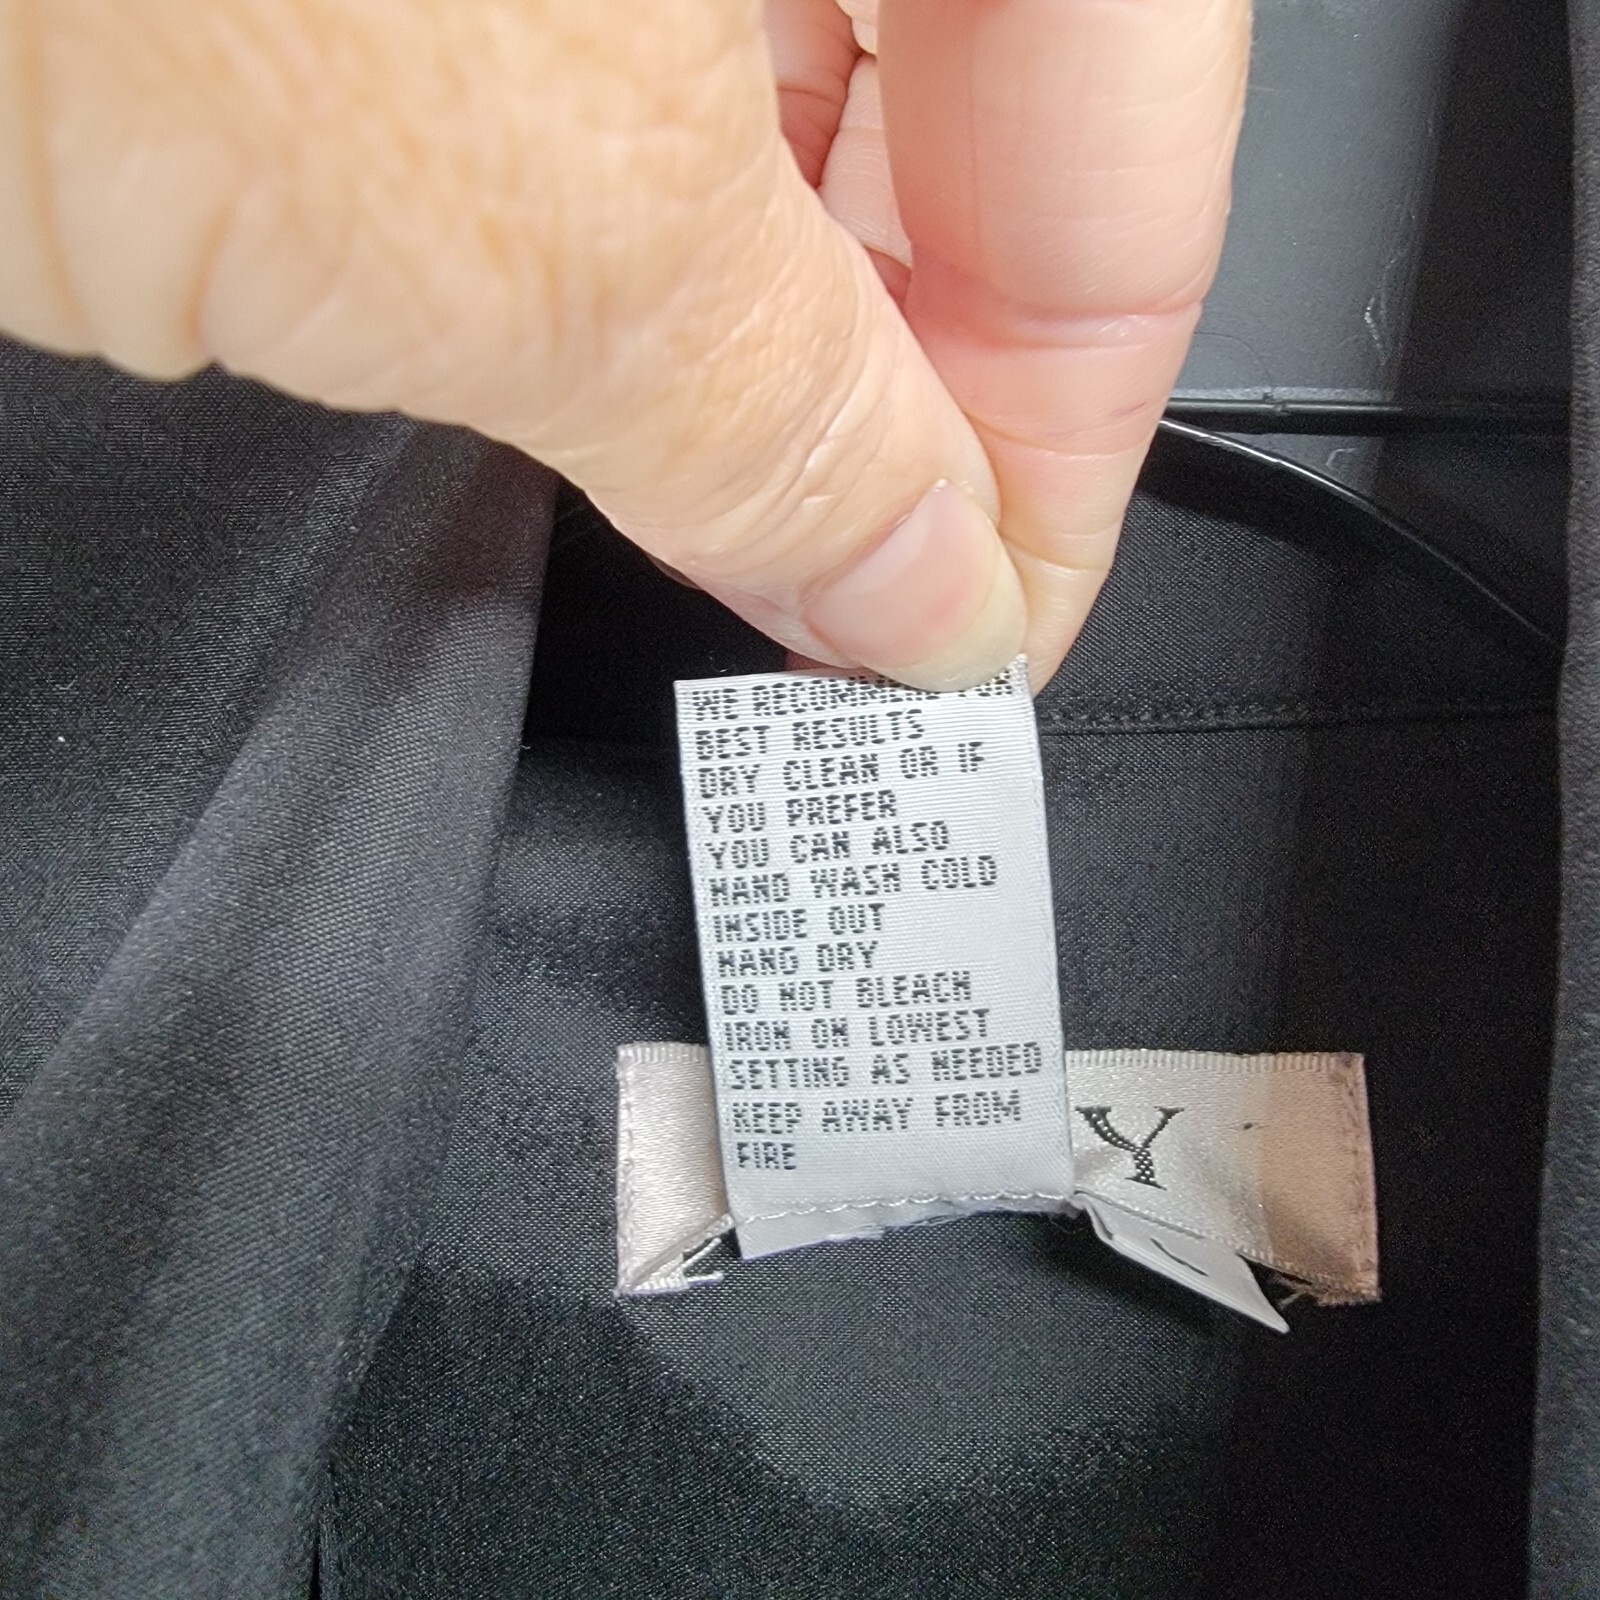 WE RECOMMEND FOR
BEST RESULTS
DRY CLEAN OR IF
YOU PREFER
YOU CAN ALSO
HAND WASH COLD
INSIDE OUT
HANG DRY
DO NOT BLEACH
IRON ON LOWEST
SETTING AS NEEDED
KEEP AWAY FROM
FIRE
Y